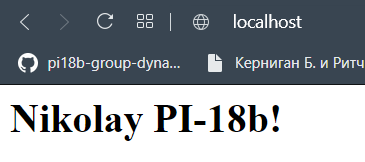 localhost
pi18b-group-dyna... Керниган Б. и Ритч
Nikolay PI-18b!